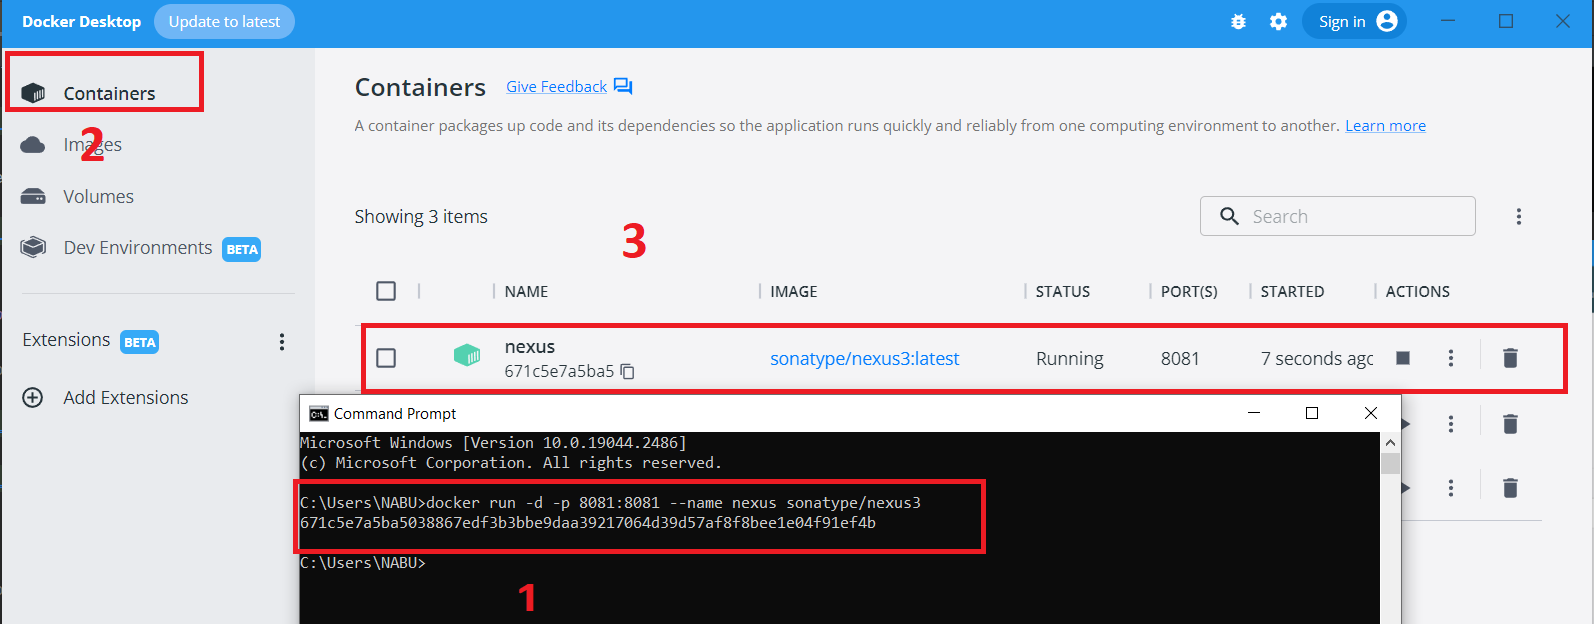 Docker Desktop Update to latest Sign in
Containers
2
Images
Volumes
Dev Environments BETA
Extensions BETA
Add Extensions
Containers Give Feedback
A container packages up code and its dependencies so the application runs quickly and reliably from one computing environment to another. Learn more
Showing 3 items
3
Search
NAME IMAGE STATUS PORT(S) STARTED ACTIONS
nexus
671c5e7a5ba5
sonatype/nexus3:latest Running 8081 7 seconds agc
Command Prompt
Microsoft Windows [Version 10.0.19044.2486]
(c) Microsoft Corporation. All rights reserved.
C:\Users\NABU>docker run -d -p 8081:8081 --name nexus sonatype/nexus3
671c5e7a5ba5038867edf3b3bbe9daa39217064d39d57af8f8bee1e04f91ef4b
C:\Users\NABU>
1